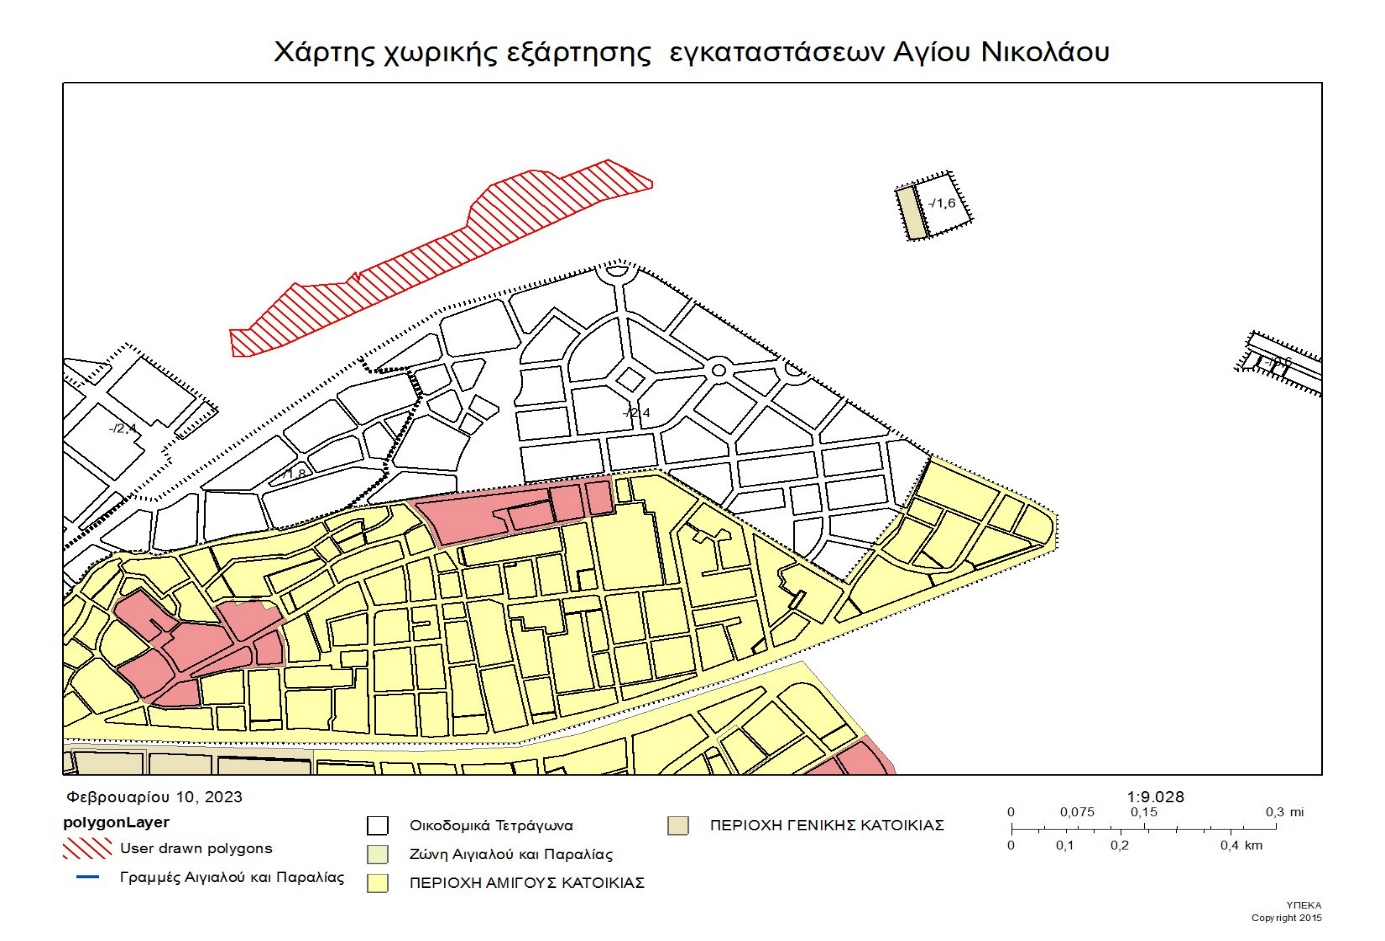 Χάρτης χωρικής εξάρτησης εγκαταστάσεων Αγίου Νικολάου
-/1,6
-/2,4
-/2,4
-/1,8
Φεβρουαρίου 10, 2023
1:9.028
polygonLayer
User drawn polygons
Γραμμές Αιγιαλού και Παραλίας
Οικοδομικά Τετράγωνα
Ζώνη Αιγιαλού και Παραλίας
ΠΕΡΙΟΧΗ ΑΜΙΓΟΥΣ ΚΑΤΟΙΚΙΑΣ
ΠΕΡΙΟΧΗ ΓΕΝΙΚΗΣ ΚΑΤΟΙΚΙΑΣ
0 0,075 0,15 0,3 mi
0 0,1 0,2 0,4 km
ΥΠΕΚΑ
Copyright 2015